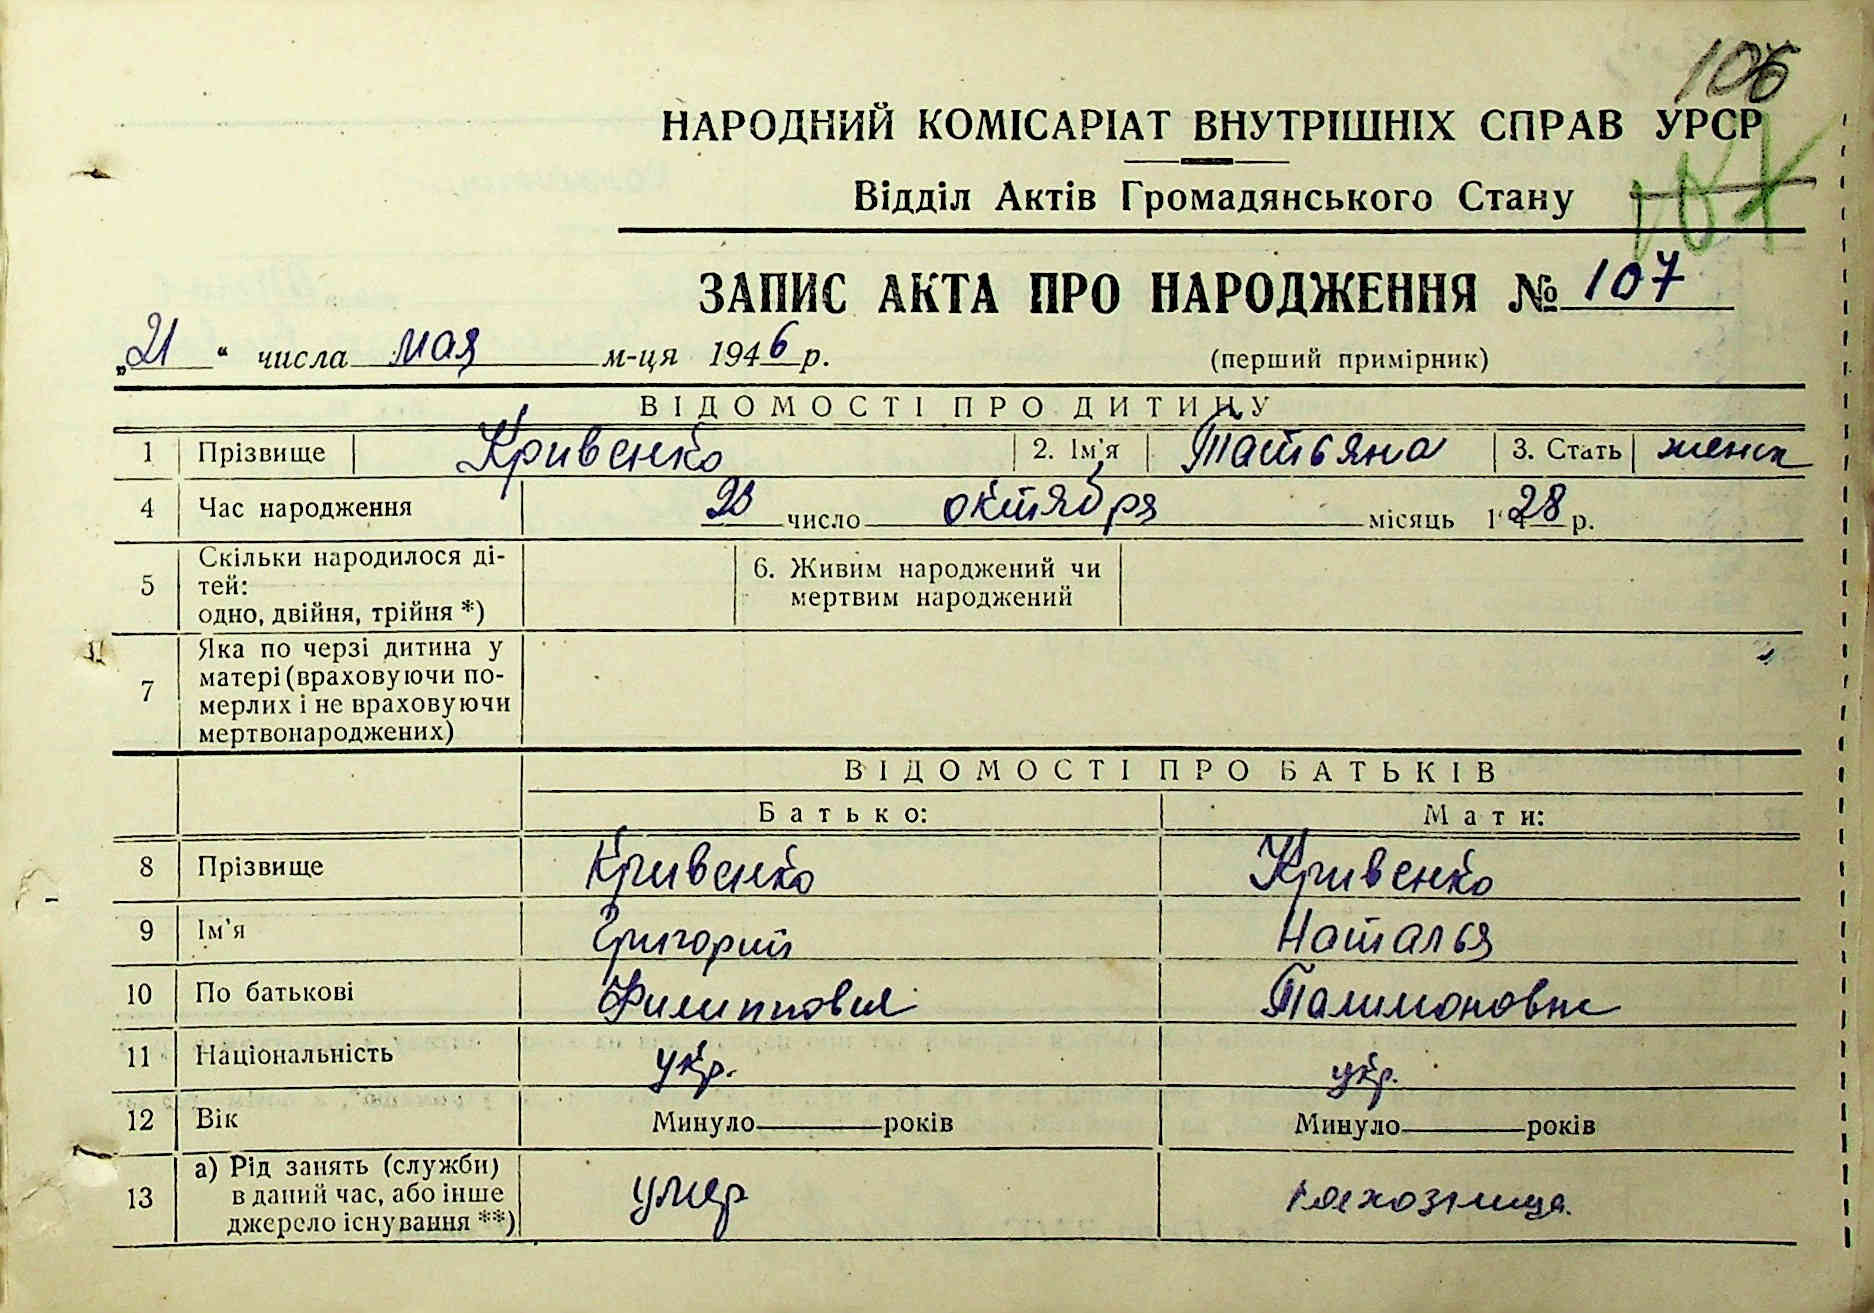 106
НАРОДНИЙ КОМІСАРІАТ ВНУТРІШНІХ СПРАВ УРСР
Відділ Актів Громадянського Стану
ЗАПИС АКТА ПРО НАРОДЖЕННЯ № 107
„21“ числа мая м-ця 1946 р.
(перший примірник)
ВІДОМОСТІ ПРО ДИТИНУ
1 Прізвище Кривенко 2. Ім'я Татьяна 3. Стать женск
4 Час народження число октября місяць 1928 р.
5 Скільки народилося ді-
тей:
одно, двійня, трійня *)
6. Живим народжений чи
мертвим народжений
7 Яка по черзі дитина у
матері (враховуючи по-
мерлих і не враховуючи
мертвонароджених)
ВІДОМОСТІ ПРО БАТЬКІВ
Батько: Мати:
8 Прізвище Кривенко Кривенко
9 Ім'я Григорий Наталья
10 По батькові Филиппович
11 Національність укр. укр.
12 Вік Минуло років Минуло років
13 а) Рід занять (служби)
в даний час, або інше
джерело існування **)
умер колхозница.